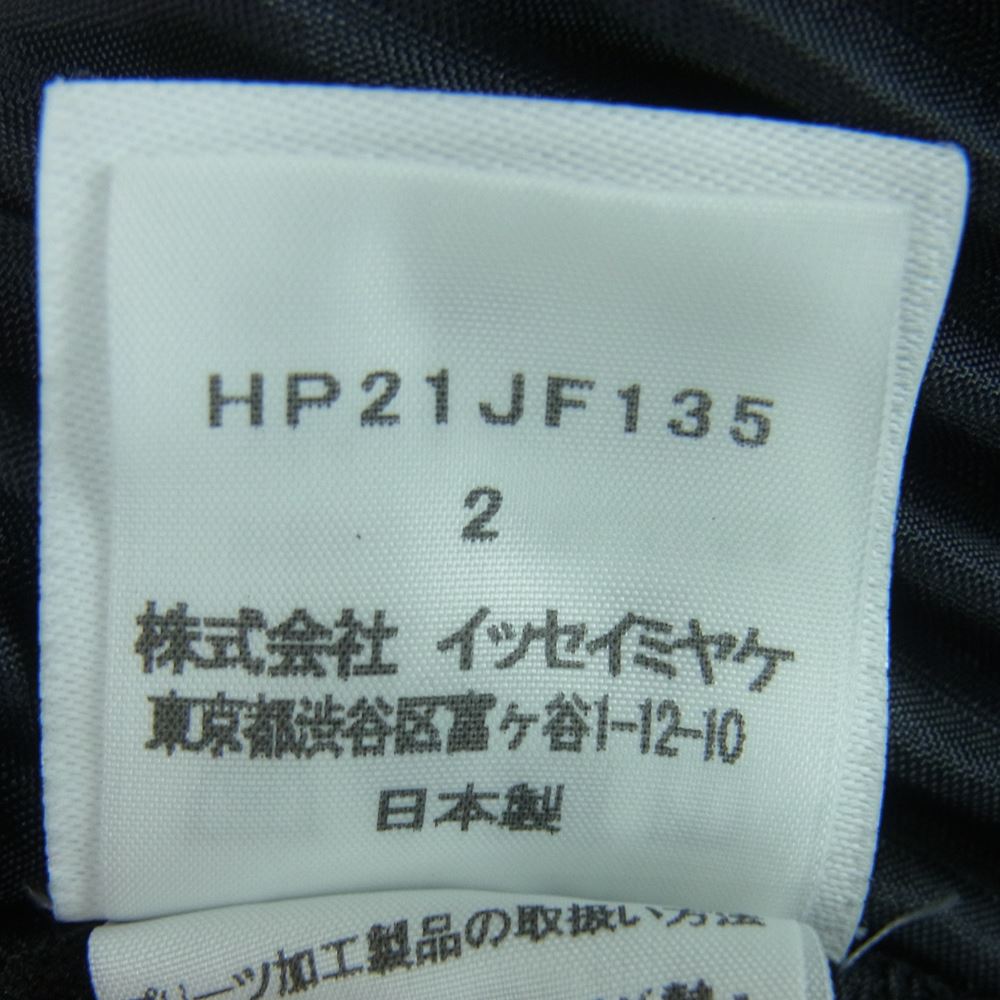 HP21JF135
2
株式会社 イッセイミヤケ
東京都渋谷区富ヶ谷1-12-10
日本製
プリーツ加工製品の取扱い方法